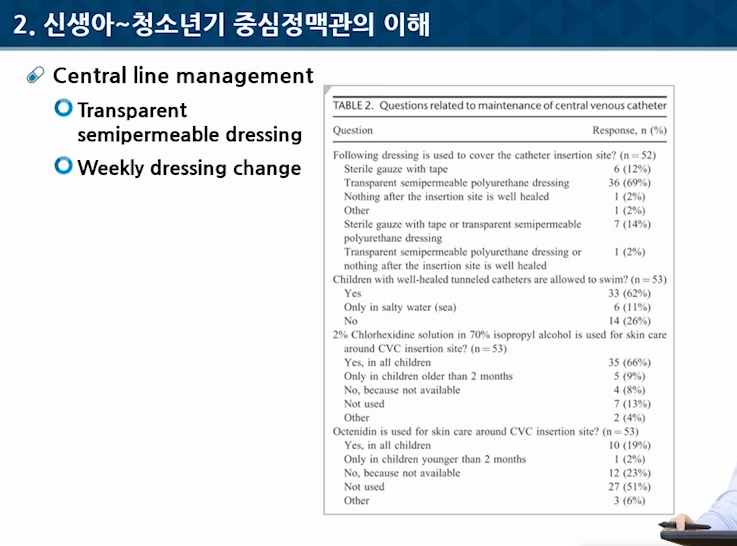 2. 신생아~청소년기 중심정맥관의 이해
Central line management
Transparent
semipermeable dressing
Weekly dressing change
TABLE 2. Questions related to maintenance of central venous catheter
Question Response, n (%)
Following dressing is used to cover the catheter insertion site? (n = 52)
Sterile gauze with tape 6 (12%)
Transparent semipermeable polyurethane dressing 36 (69%)
Nothing after the insertion site is well healed 1 (2%)
Other 1 (2%)
Sterile gauze with tape or transparent semipermeable 7 (14%)
polyurethane dressing
Transparent semipermeable polyurethane dressing or 1 (2%)
nothing after the insertion site is well healed
Children with well-healed tunneled catheters are allowed to swim? (n = 53)
Yes 33 (62%)
Only in salty water (sea) 6 (11%)
No 14 (26%)
2% Chlorhexidine solution in 70% isopropyl alcohol is used for skin care
around CVC insertion site? (n = 53)
Yes, in all children 35 (66%)
Only in children older than 2 months 5 (9%)
No, because not available 4 (8%)
Not used 7 (13%)
Other 2 (4%)
Octenidin is used for skin care around CVC insertion site? (n = 53)
Yes, in all children 10 (19%)
Only in children younger than 2 months 1 (2%)
No, because not available 12 (23%)
Not used 27 (51%)
Other 3 (6%)